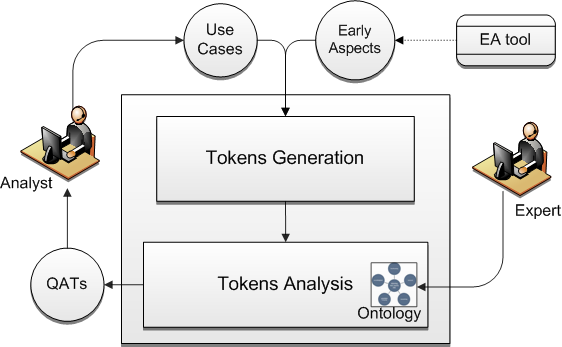 Use
Cases
Early
Aspects
EA tool
Tokens Generation
Analyst
Expert
QATs
Tokens Analysis
Ontology